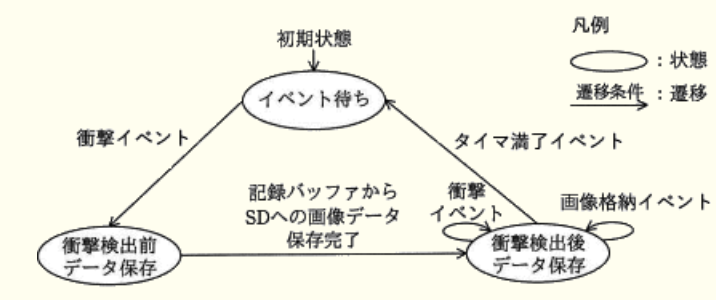 凡例
初期状態
：状態
イベント待ち
遷移条件
：遷移
衝撃イベント
タイマ満了イベント
記録バッファから
SDへの画像データ
保存完了
衝撃
イベント
画像格納イベント
衝撃検出前
データ保存
衝撃検出後
データ保存